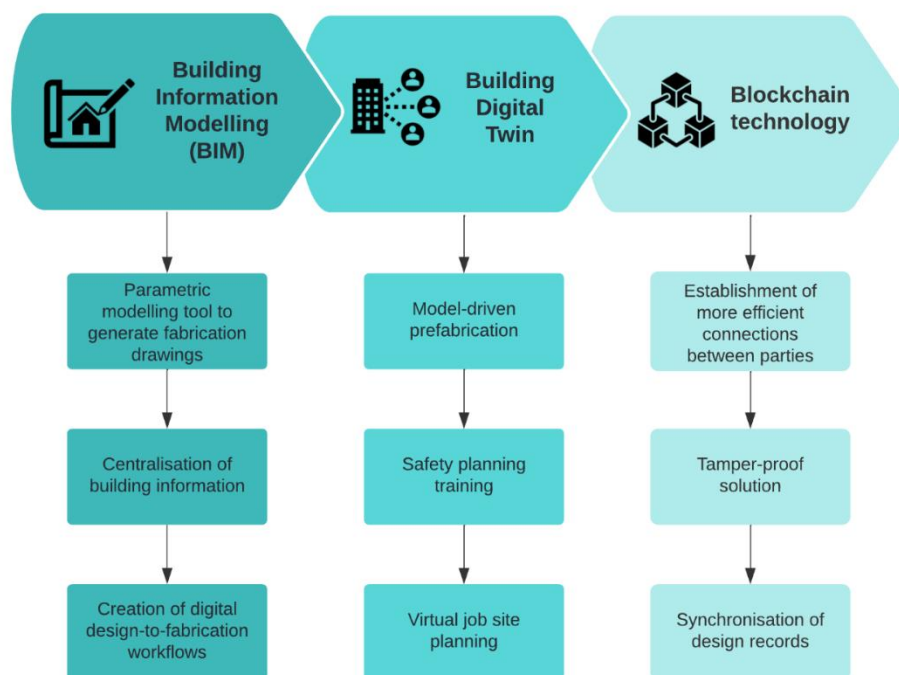 Building
Information
Modelling
(BIM)
Building
Digital
Twin
Blockchain
technology
Parametric
modelling tool to
generate fabrication
drawings
Centralisation of
building information
Creation of digital
design-to-fabrication
workflows
Model-driven
prefabrication
Safety planning
training
Virtual job site
planning
Establishment of
more efficient
connections
between parties
Tamper-proof
solution
Synchronisation of
design records